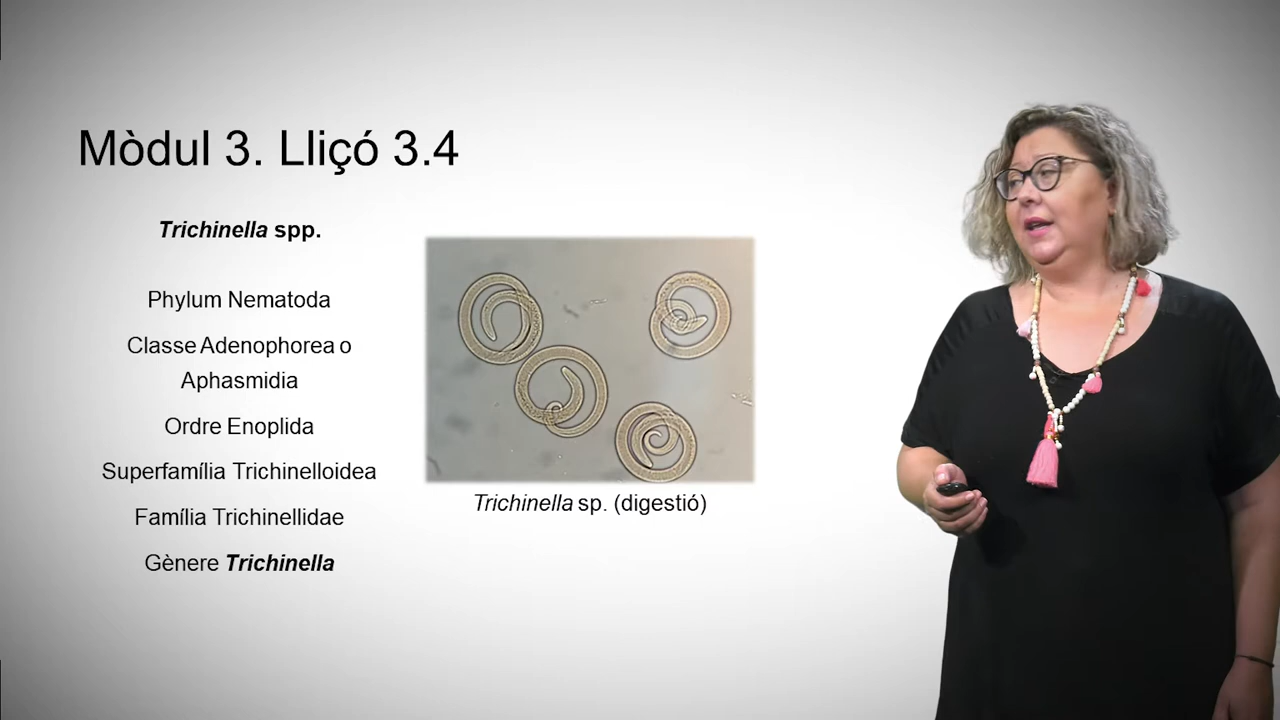 Mòdul 3. Lliçó 3.4
Trichinella spp.
Phylum Nematoda
Classe Adenophorea o
Aphasmidia
Ordre Enoplida
Superfamília Trichinelloidea
Família Trichinellidae
Gènere Trichinella
Trichinella sp. (digestió)